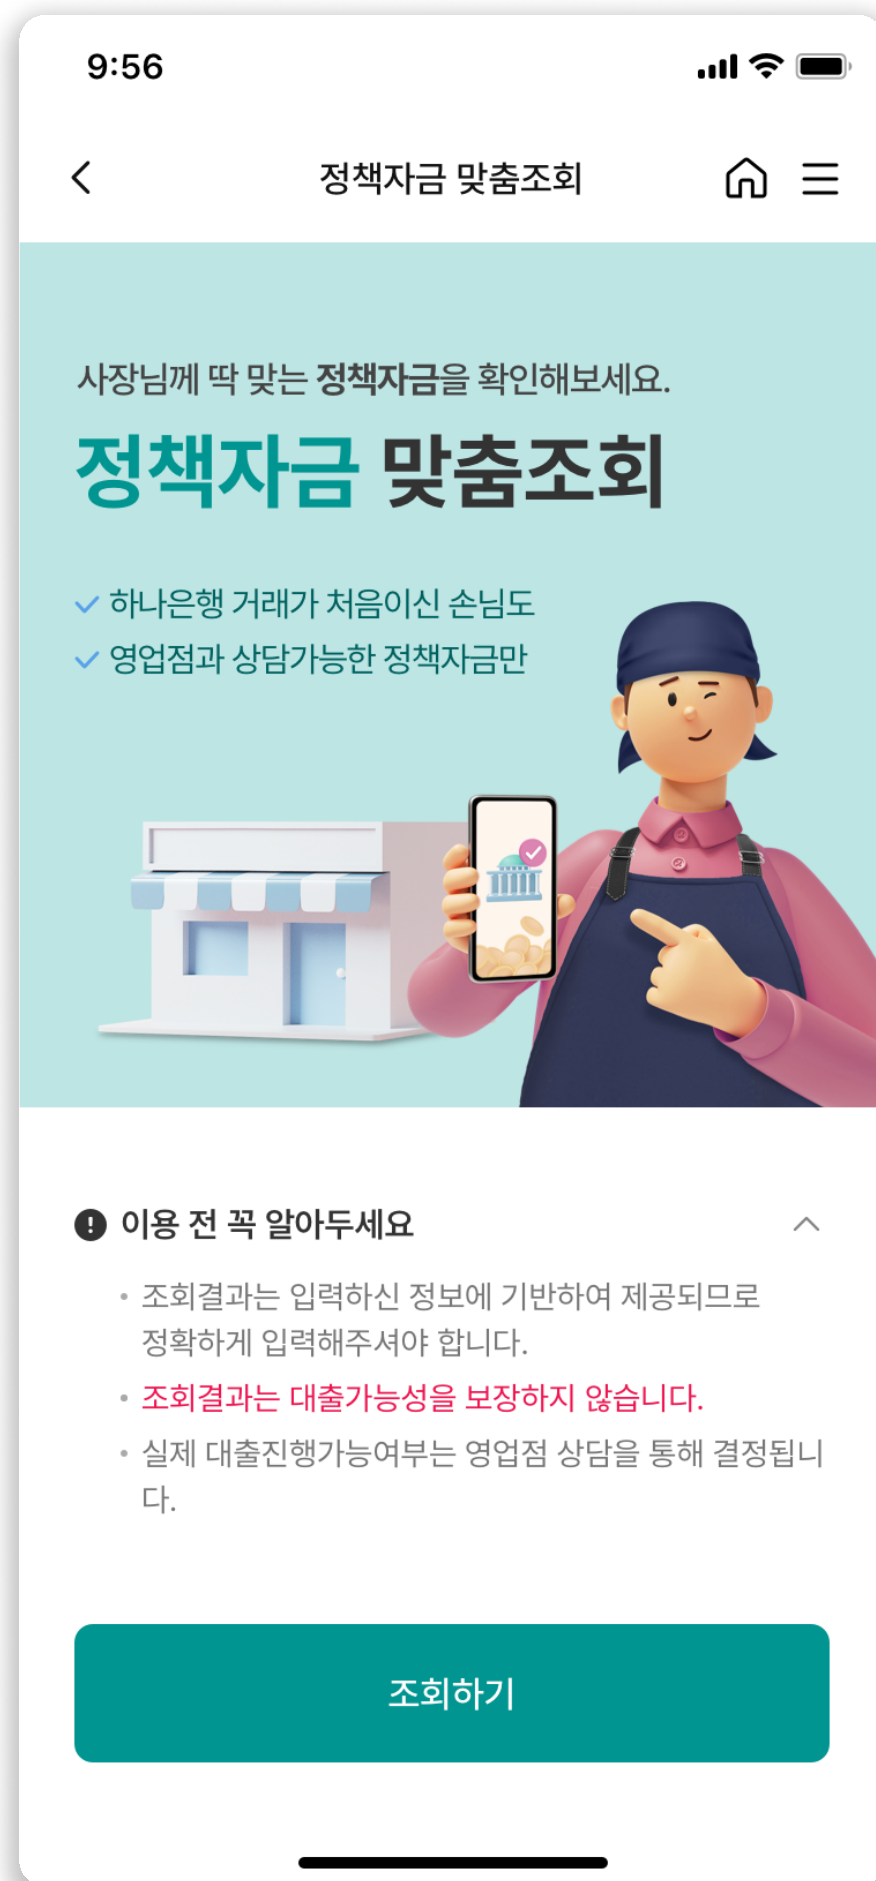 9:56
정책자금 맞춤조회
사장님께 딱 맞는 정책자금을 확인해보세요.
정책자금 맞춤조회
하나은행 거래가 처음이신 손님도
영업점과 상담가능한 정책자금만
이용 전 꼭 알아두세요
• 조회결과는 입력하신 정보에 기반하여 제공되므로
정확하게 입력해주셔야 합니다.
• 조회결과는 대출가능성을 보장하지 않습니다.
• 실제 대출진행가능여부는 영업점 상담을 통해 결정됩니
다.
조회하기